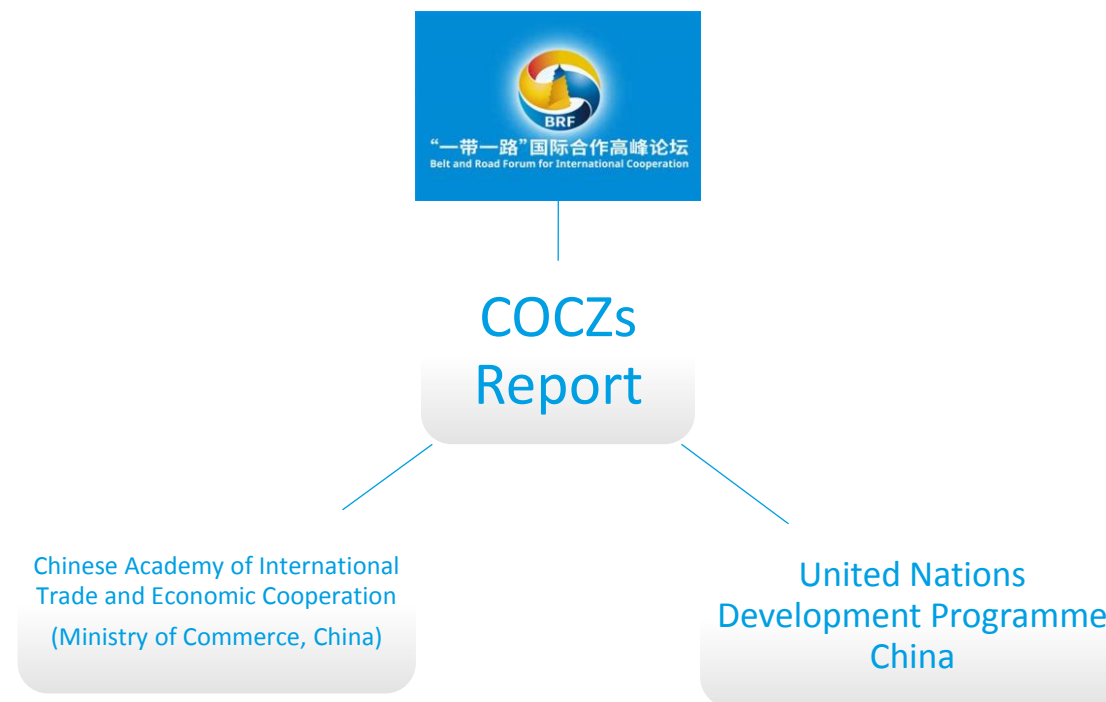 BRF
“一带一路”国际合作高峰论坛
Belt and Road Forum for International Cooperation
COCZs
Report
Chinese Academy of International
Trade and Economic Cooperation
(Ministry of Commerce, China)
United Nations
Development Programme
China